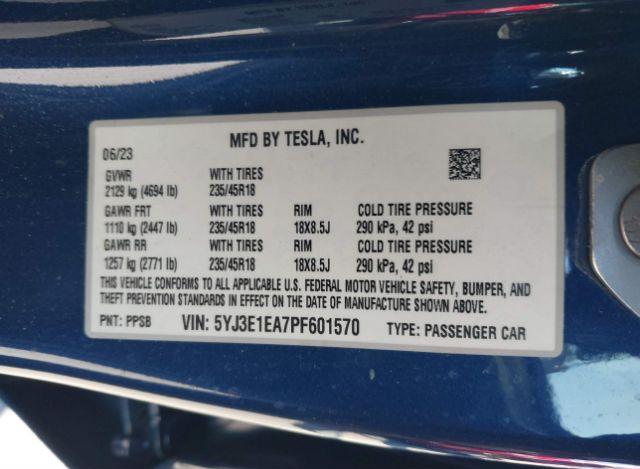 MFD BY TESLA, INC.
06/23
GVWR WITH TIRES
2129 kg (4694 lb) 235/45R18
GAWR FRT WITH TIRES RIM COLD TIRE PRESSURE
1110 kg (2447 lb) 235/45R18 18X8.5J 290 kPa, 42 psi
GAWR RR WITH TIRES RIM COLD TIRE PRESSURE
1257 kg (2771 lb) 235/45R18 18X8.5J 290 kPa, 42 psi
THIS VEHICLE CONFORMS TO ALL APPLICABLE U.S. FEDERAL MOTOR VEHICLE SAFETY, BUMPER, AND
THEFT PREVENTION STANDARDS IN EFFECT ON THE DATE OF MANUFACTURE SHOWN ABOVE.
PNT: PPSB VIN: 5YJ3E1EA7PF601570 TYPE: PASSENGER CAR